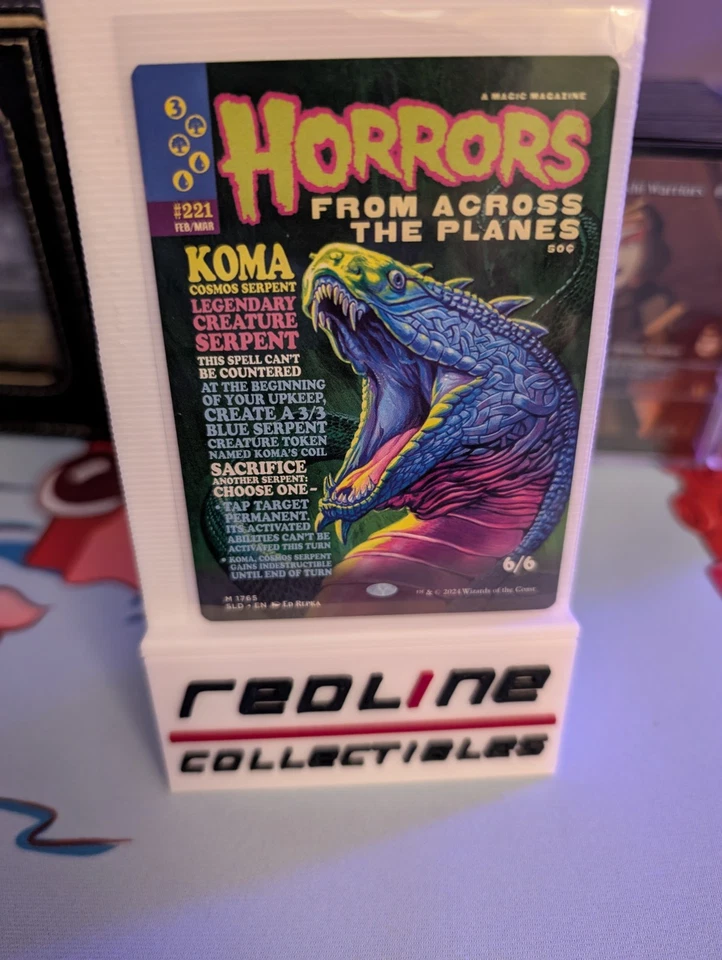 3
A MAGIC MAGAZINE
HORRORS
FROM ACROSS
THE PLANES
50¢
#221
FEB/MAR
KOMA
COSMOS SERPENT
LEGENDARY
CREATURE
SERPENT
THIS SPELL CAN'T
BE COUNTERED
AT THE BEGINNING
OF YOUR UPKEEP,
CREATE A 3/3
BLUE SERPENT
CREATURE TOKEN
NAMED KOMA'S COIL
SACRIFICE
ANOTHER SERPENT:
CHOOSE ONE–
• TAP TARGET
PERMANENT.
ITS ACTIVATED
ABILITIES CAN'T BE
ACTIVATED THIS TURN
• KOMA, COSMOS SERPENT
GAINS INDESTRUCTIBLE
UNTIL END OF TURN
6/6
M 1765
SLD • EN ED REPKA
™ & © 2024 Wizards of the Coast
REDLINE
COLLECTIBLES
Warriors